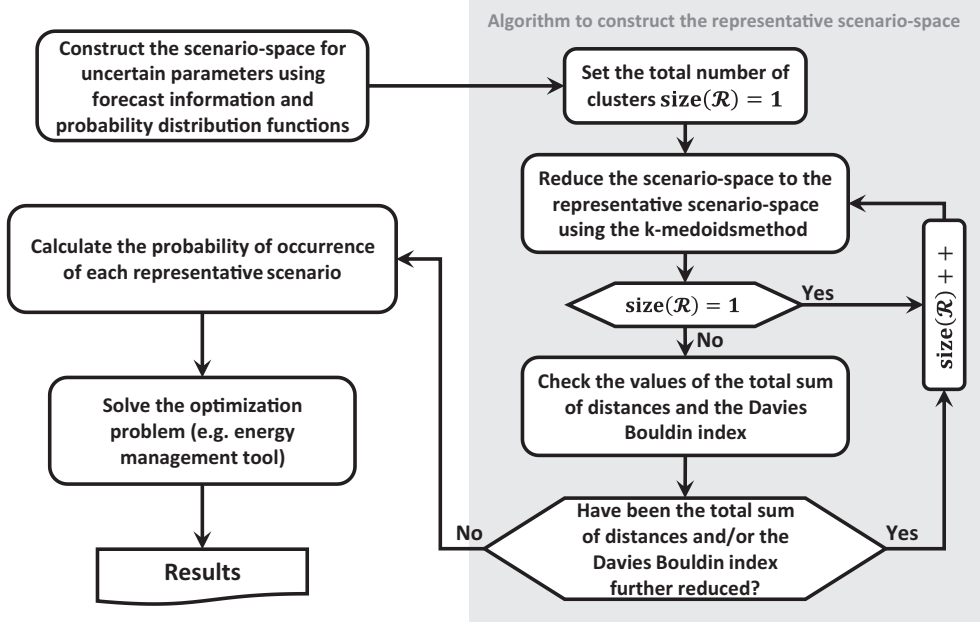 Algorithm to construct the representative scenario-space
Construct the scenario-space for
uncertain parameters using
forecast information and
probability distribution functions
Set the total number of
clusters size(ℛ) = 1
Reduce the scenario-space to the
representative scenario-space
using the k-medoidsmethod
size(ℛ) = 1
Yes
size(ℛ) + +
No
Check the values of the total sum
of distances and the Davies
Bouldin index
Have been the total sum
of distances and/or the
Davies Bouldin index
further reduced?
Yes
No
Calculate the probability of occurrence
of each representative scenario
Solve the optimization
problem (e.g. energy
management tool)
Results